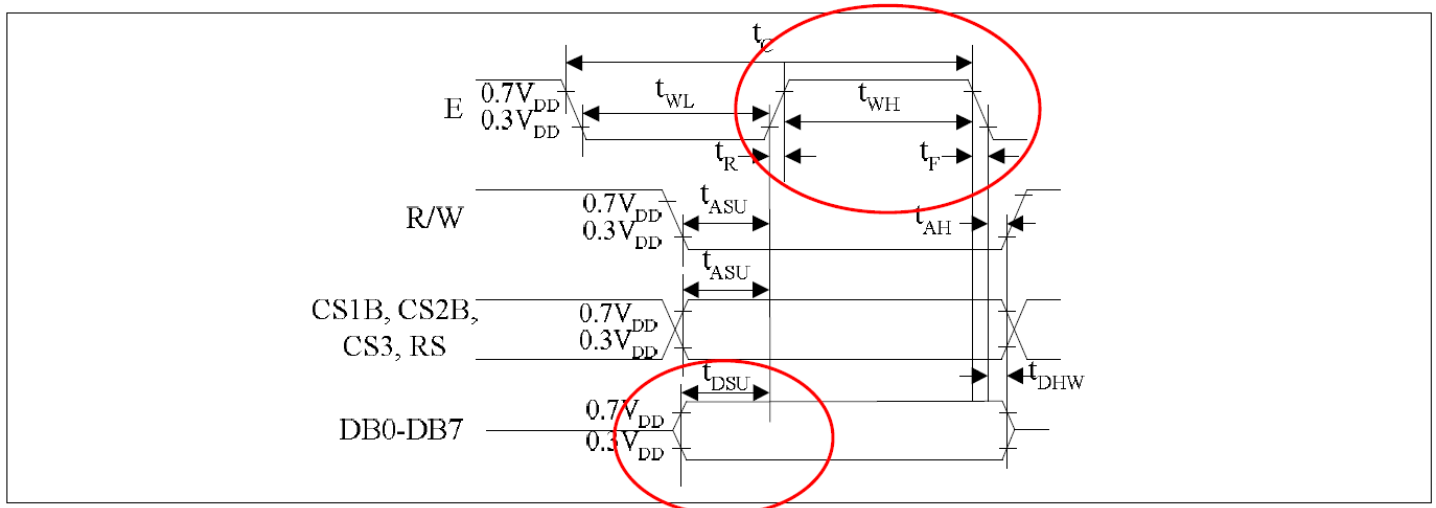 tC
E
0.7VDD
0.3VDD
tWL
tWH
tR
tF
R/W
0.7VDD
0.3VDD
tASU
tAH
tASU
CS1B, CS2B,
CS3, RS
0.7VDD
0.3VDD
tDSU
tDHW
DB0-DB7
0.7VDD
0.3VDD